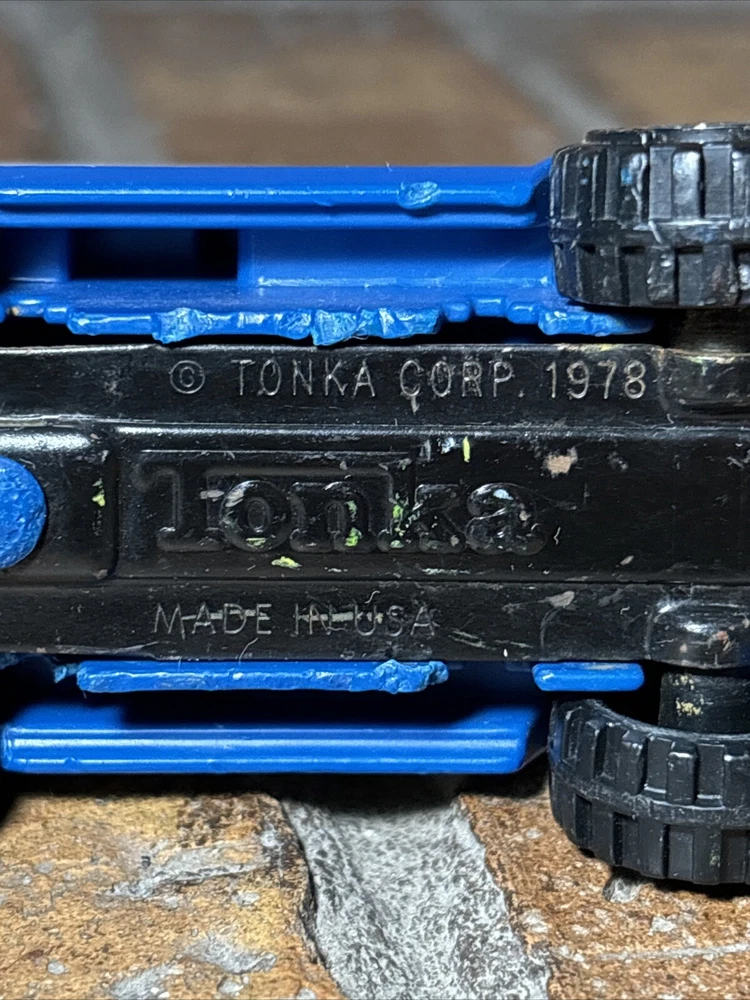 © TONKA CORP. 1978
Tonka
MADE IN USA